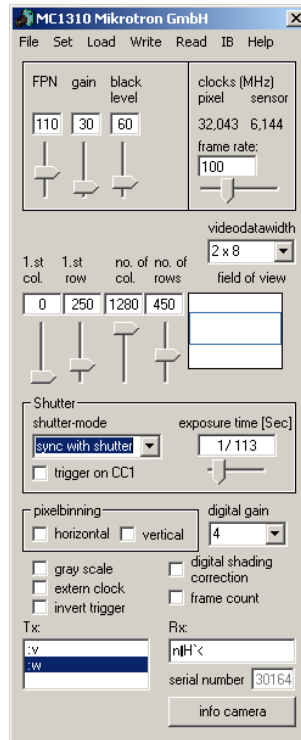 MC1310 Mikrotron GmbH
File Set Load Write Read IB Help
FPN gain black level
110 30 60
clocks (MHz)
pixel sensor
32,043 6,144
frame rate:
100
videodatawidth
2 x 8
1.st col. 1.st row no. of col. no. of rows
0 250 1280 450
field of view
Shutter
shutter-mode
sync with shutter
trigger on CC1
exposure time [Sec]
1/ 113
pixelbinning
horizontal vertical
digital gain
4
gray scale
extern clock
invert trigger
digital shading correction
frame count
Tx:
:v
:w
Rx:
n|H`<
serial number 30164
info camera